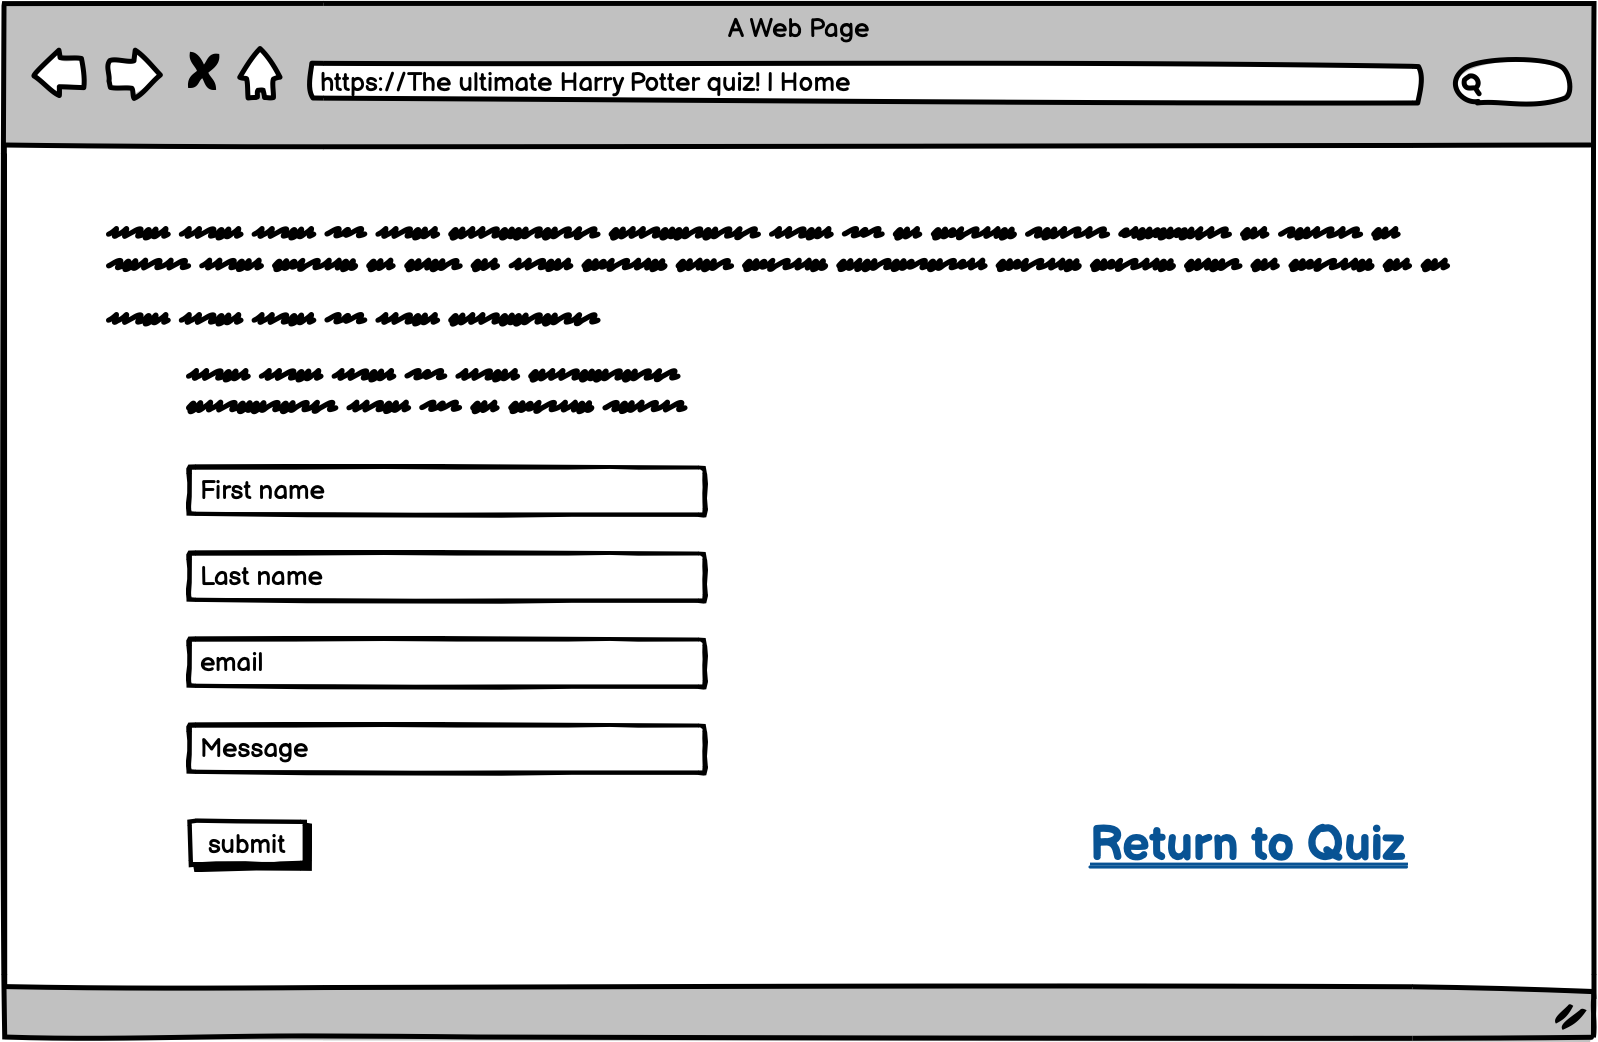 A Web Page
https://The ultimate Harry Potter quiz! | Home
First name
Last name
email
Message
submit
Return to Quiz